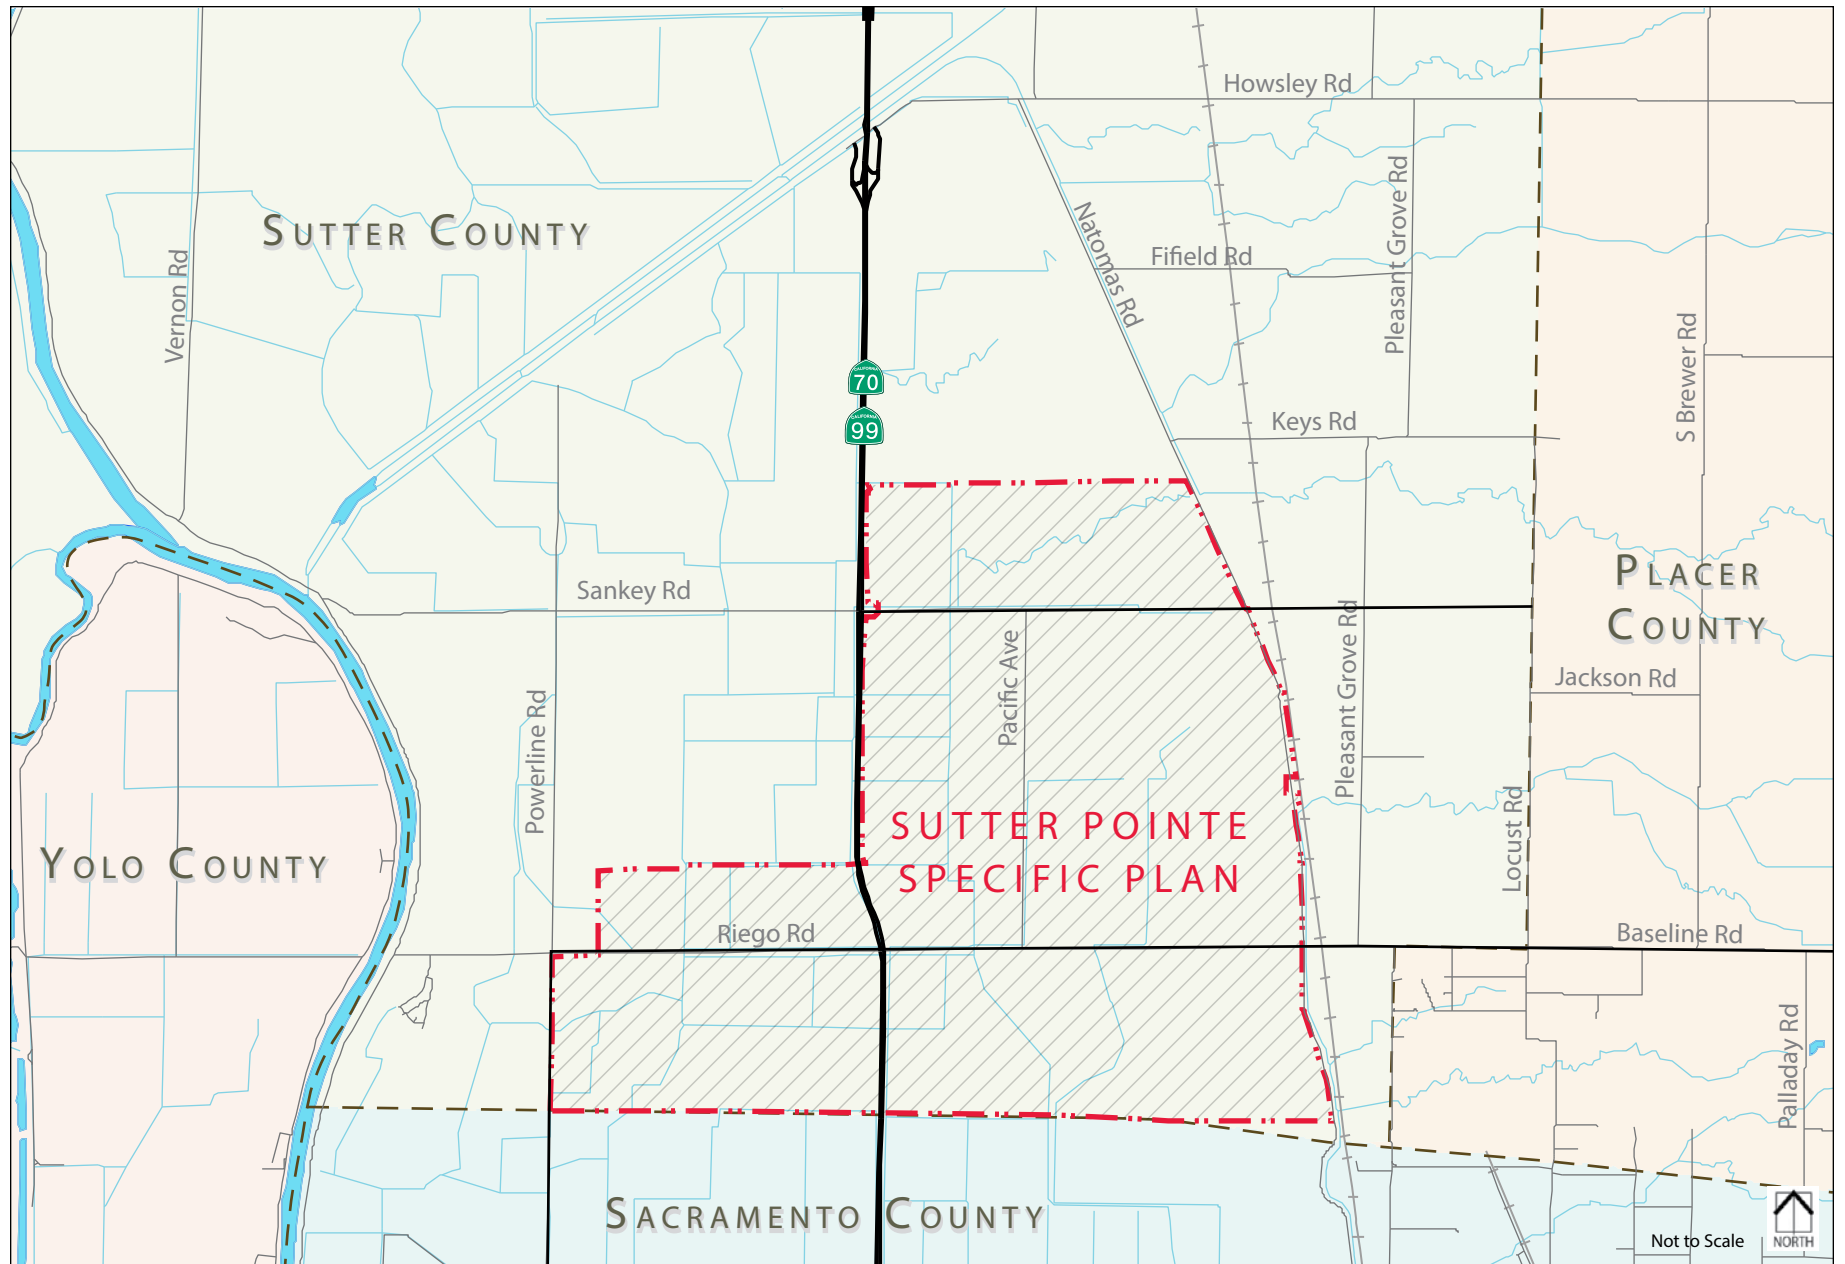 Howsley Rd
SUTTER COUNTY
Vernon Rd
Natomas Rd
Fifield Rd
Pleasant Grove Rd
S Brewer Rd
CALIFORNIA
70
CALIFORNIA
99
Keys Rd
Sankey Rd
PLACER
COUNTY
Pacific Ave
Pleasant Grove Rd
Jackson Rd
Powerline Rd
SUTTER POINTE
SPECIFIC PLAN
Locust Rd
YOLO COUNTY
Riego Rd
Baseline Rd
Palladay Rd
SACRAMENTO COUNTY
Not to Scale
NORTH